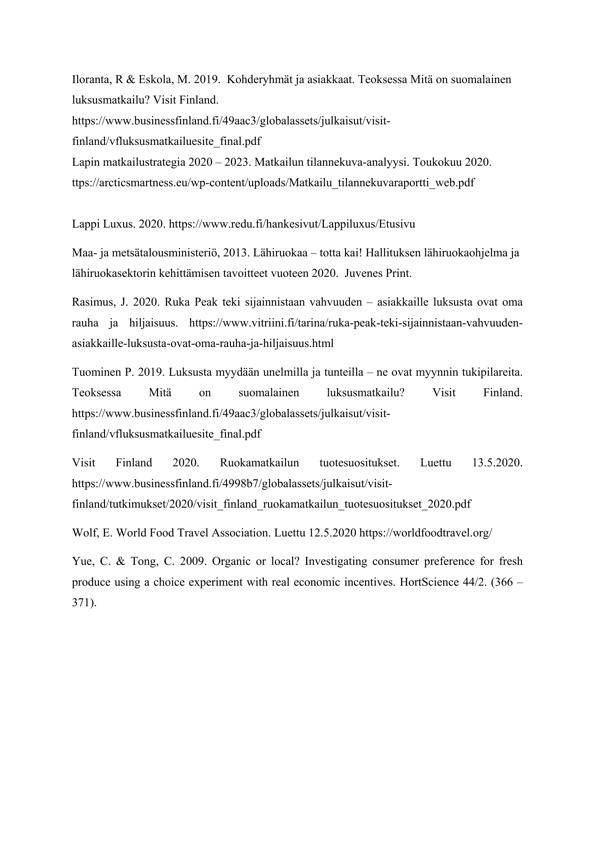 Iloranta, R & Eskola, M. 2019.  Kohderyhmät ja asiakkaat. Teoksessa Mitä on suomalainen
luksusmatkailu? Visit Finland.
https://www.businessfinland.fi/49aac3/globalassets/julkaisut/visit-
finland/vfluksusmatkailuesite_final.pdf
Lapin matkailustrategia 2020 – 2023. Matkailun tilannekuva-analyysi. Toukokuu 2020.
ttps://arcticsmartness.eu/wp-content/uploads/Matkailu_tilannekuvaraportti_web.pdf
Lappi Luxus. 2020. https://www.redu.fi/hankesivut/Lappiluxus/Etusivu
Maa- ja metsätalousministeriö, 2013. Lähiruokaa – totta kai! Hallituksen lähiruokaohjelma ja
lähiruokasektorin kehittämisen tavoitteet vuoteen 2020.  Juvenes Print.
Rasimus, J. 2020. Ruka Peak teki sijainnistaan vahvuuden – asiakkaille luksusta ovat oma
rauha ja hiljaisuus. https://www.vitriini.fi/tarina/ruka-peak-teki-sijainnistaan-vahvuuden-
asiakkaille-luksusta-ovat-oma-rauha-ja-hiljaisuus.html
Tuominen P. 2019. Luksusta myydään unelmilla ja tunteilla – ne ovat myynnin tukipilareita.
Teoksessa Mitä on suomalainen luksusmatkailu? Visit Finland.
https://www.businessfinland.fi/49aac3/globalassets/julkaisut/visit-
finland/vfluksusmatkailuesite_final.pdf
Visit Finland 2020. Ruokamatkailun tuotesuositukset. Luettu 13.5.2020.
https://www.businessfinland.fi/4998b7/globalassets/julkaisut/visit-
finland/tutkimukset/2020/visit_finland_ruokamatkailun_tuotesuositukset_2020.pdf
Wolf, E. World Food Travel Association. Luettu 12.5.2020 https://worldfoodtravel.org/
Yue, C. & Tong, C. 2009. Organic or local? Investigating consumer preference for fresh
produce using a choice experiment with real economic incentives. HortScience 44/2. (366 –
371).